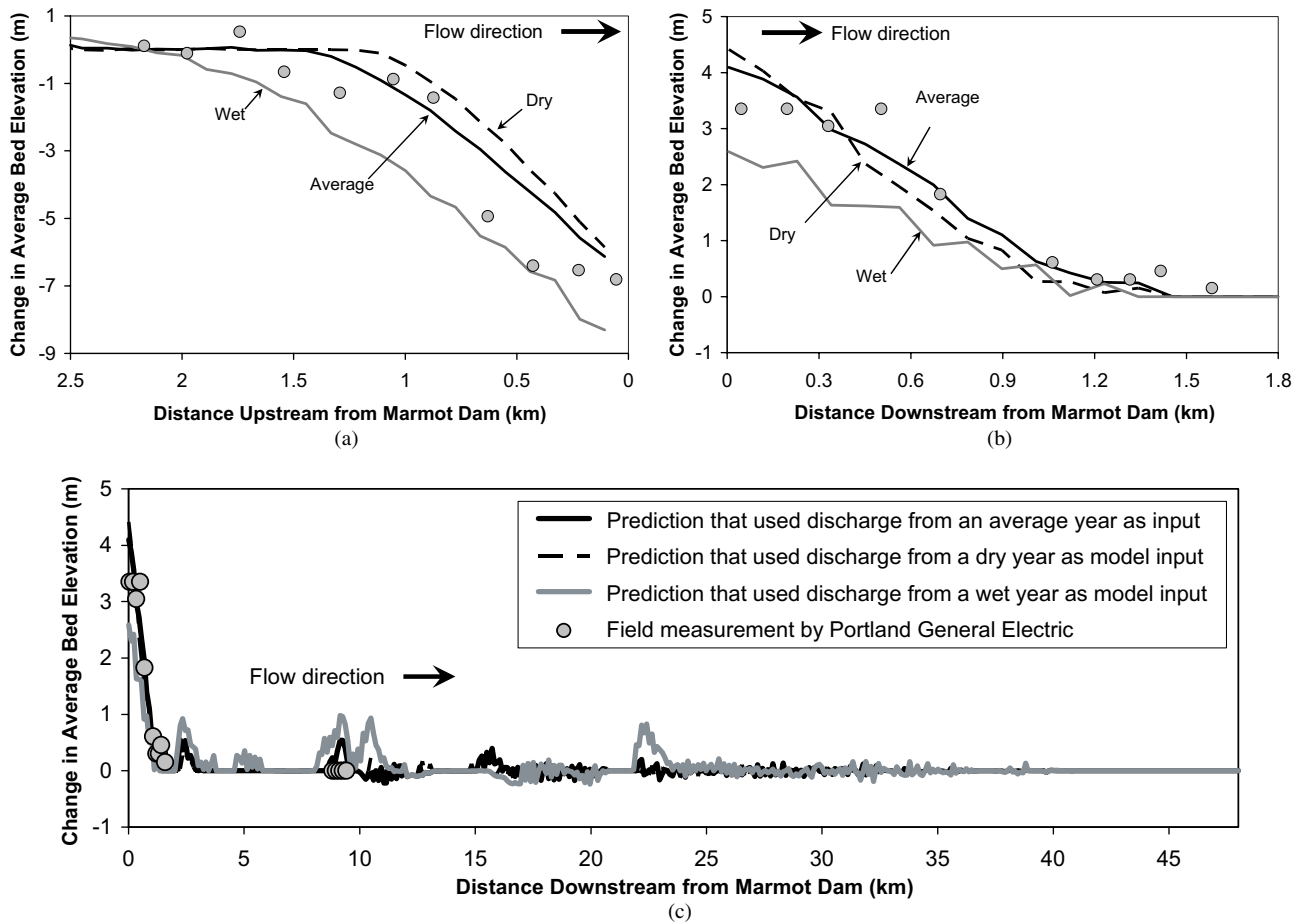 Change in Average Bed Elevation (m)
1
-1
-3
-5
-7
-9
Flow direction
Wet
Dry
Average
2.5 2 1.5 1 0.5 0
Distance Upstream from Marmot Dam (km)
(a)
Change in Average Bed Elevation (m)
5
4
3
2
1
0
-1
Flow direction
Average
Dry
Wet
0 0.3 0.6 0.9 1.2 1.5 1.8
Distance Downstream from Marmot Dam (km)
(b)
Change in Average Bed Elevation (m)
5
4
3
2
1
0
-1
Prediction that used discharge from an average year as input
Prediction that used discharge from a dry year as model input
Prediction that used discharge from a wet year as model input
Field measurement by Portland General Electric
Flow direction
0 5 10 15 20 25 30 35 40 45
Distance Downstream from Marmot Dam (km)
(c)